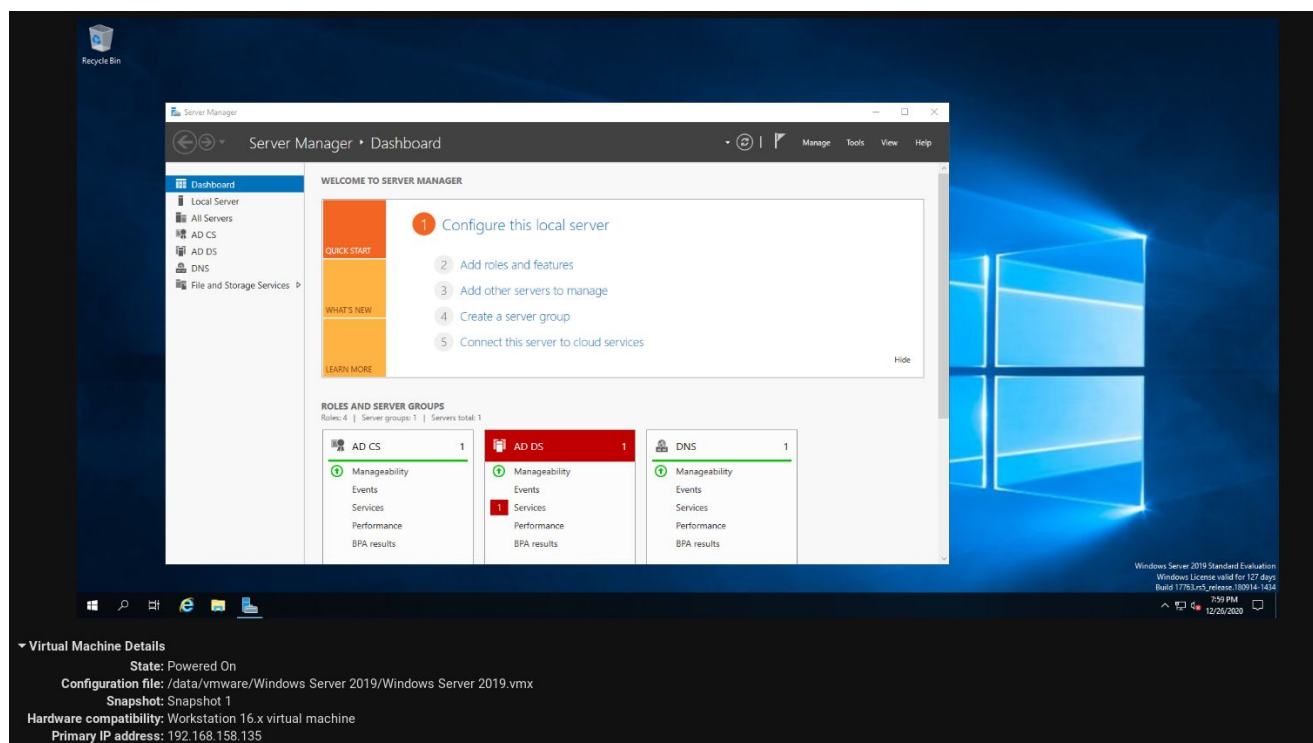 Recycle Bin
Server Manager
Server Manager • Dashboard
Manage Tools View Help
Dashboard
Local Server
All Servers
AD CS
AD DS
DNS
File and Storage Services
WELCOME TO SERVER MANAGER
QUICK START
WHAT'S NEW
LEARN MORE
1 Configure this local server
2 Add roles and features
3 Add other servers to manage
4 Create a server group
5 Connect this server to cloud services
Hide
ROLES AND SERVER GROUPS
Roles: 4 | Server groups: 1 | Servers total: 1
AD CS 1
Manageability
Events
Services
Performance
BPA results
AD DS 1
Manageability
Events
1 Services
Performance
BPA results
DNS 1
Manageability
Events
Services
Performance
BPA results
Windows Server 2019 Standard Evaluation
Windows License valid for 127 days
Build 17763.rs5_release.180914-1434
7:59 PM
12/26/2020
Virtual Machine Details
State: Powered On
Configuration file: /data/vmware/Windows Server 2019/Windows Server 2019.vmx
Snapshot: Snapshot 1
Hardware compatibility: Workstation 16.x virtual machine
Primary IP address: 192.168.158.135